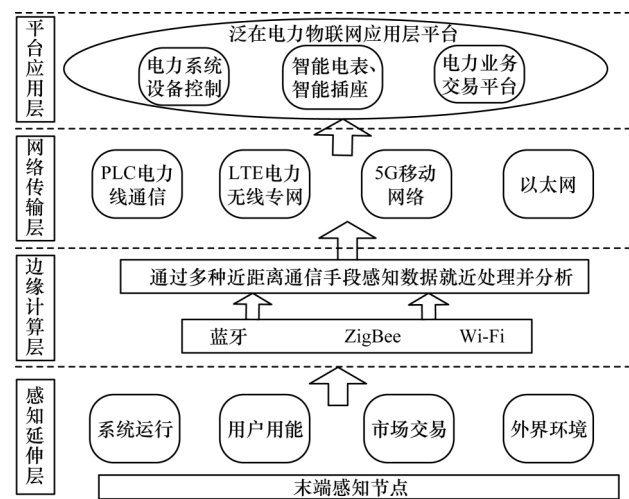 平台应用层
泛在电力物联网应用层平台
电力系统
设备控制
智能电表、
智能插座
电力业务
交易平台
网络传输层
PLC电力
线通信
LTE电力
无线专网
5G移动
网络
以太网
边缘计算层
通过多种近距离通信手段感知数据就近处理并分析
蓝牙 ZigBee Wi-Fi
感知延伸层
系统运行
用户用能
市场交易
外界环境
末端感知节点